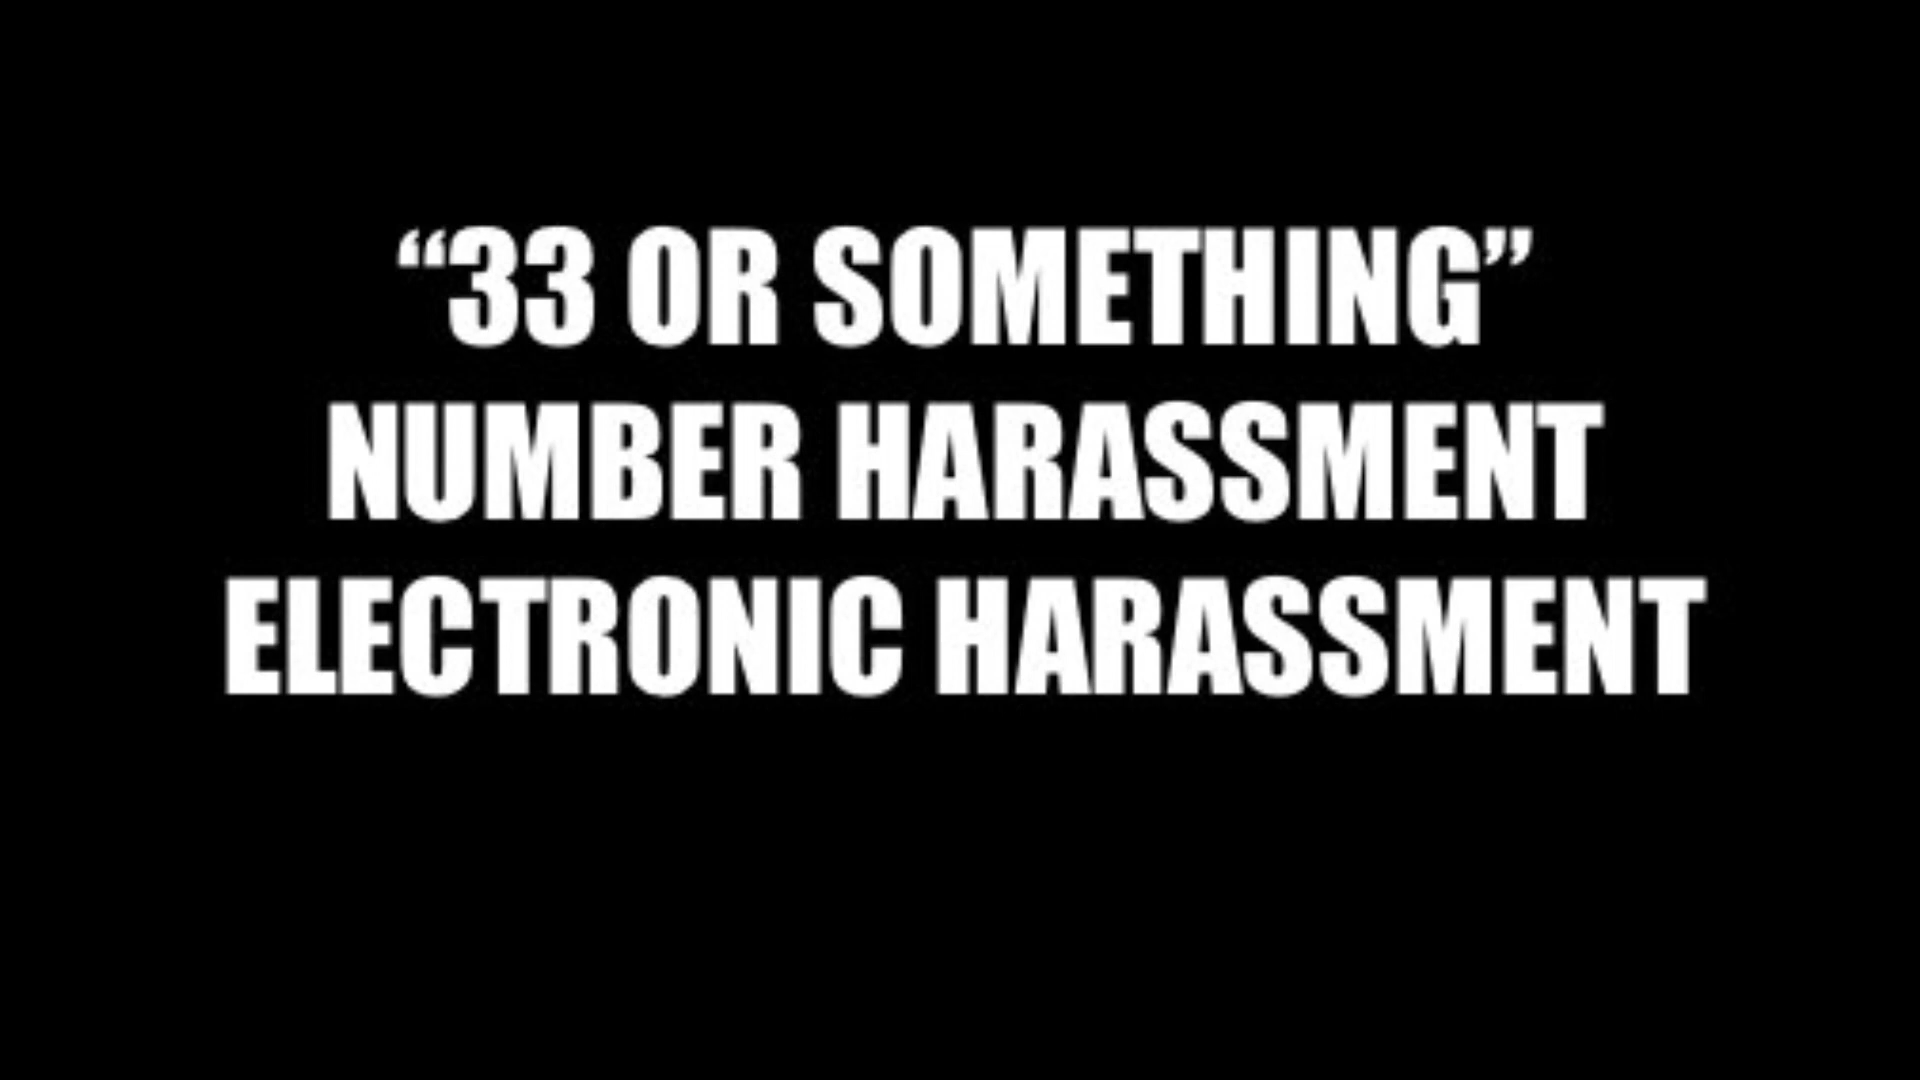 “33 OR SOMETHING”
NUMBER HARASSMENT
ELECTRONIC HARASSMENT